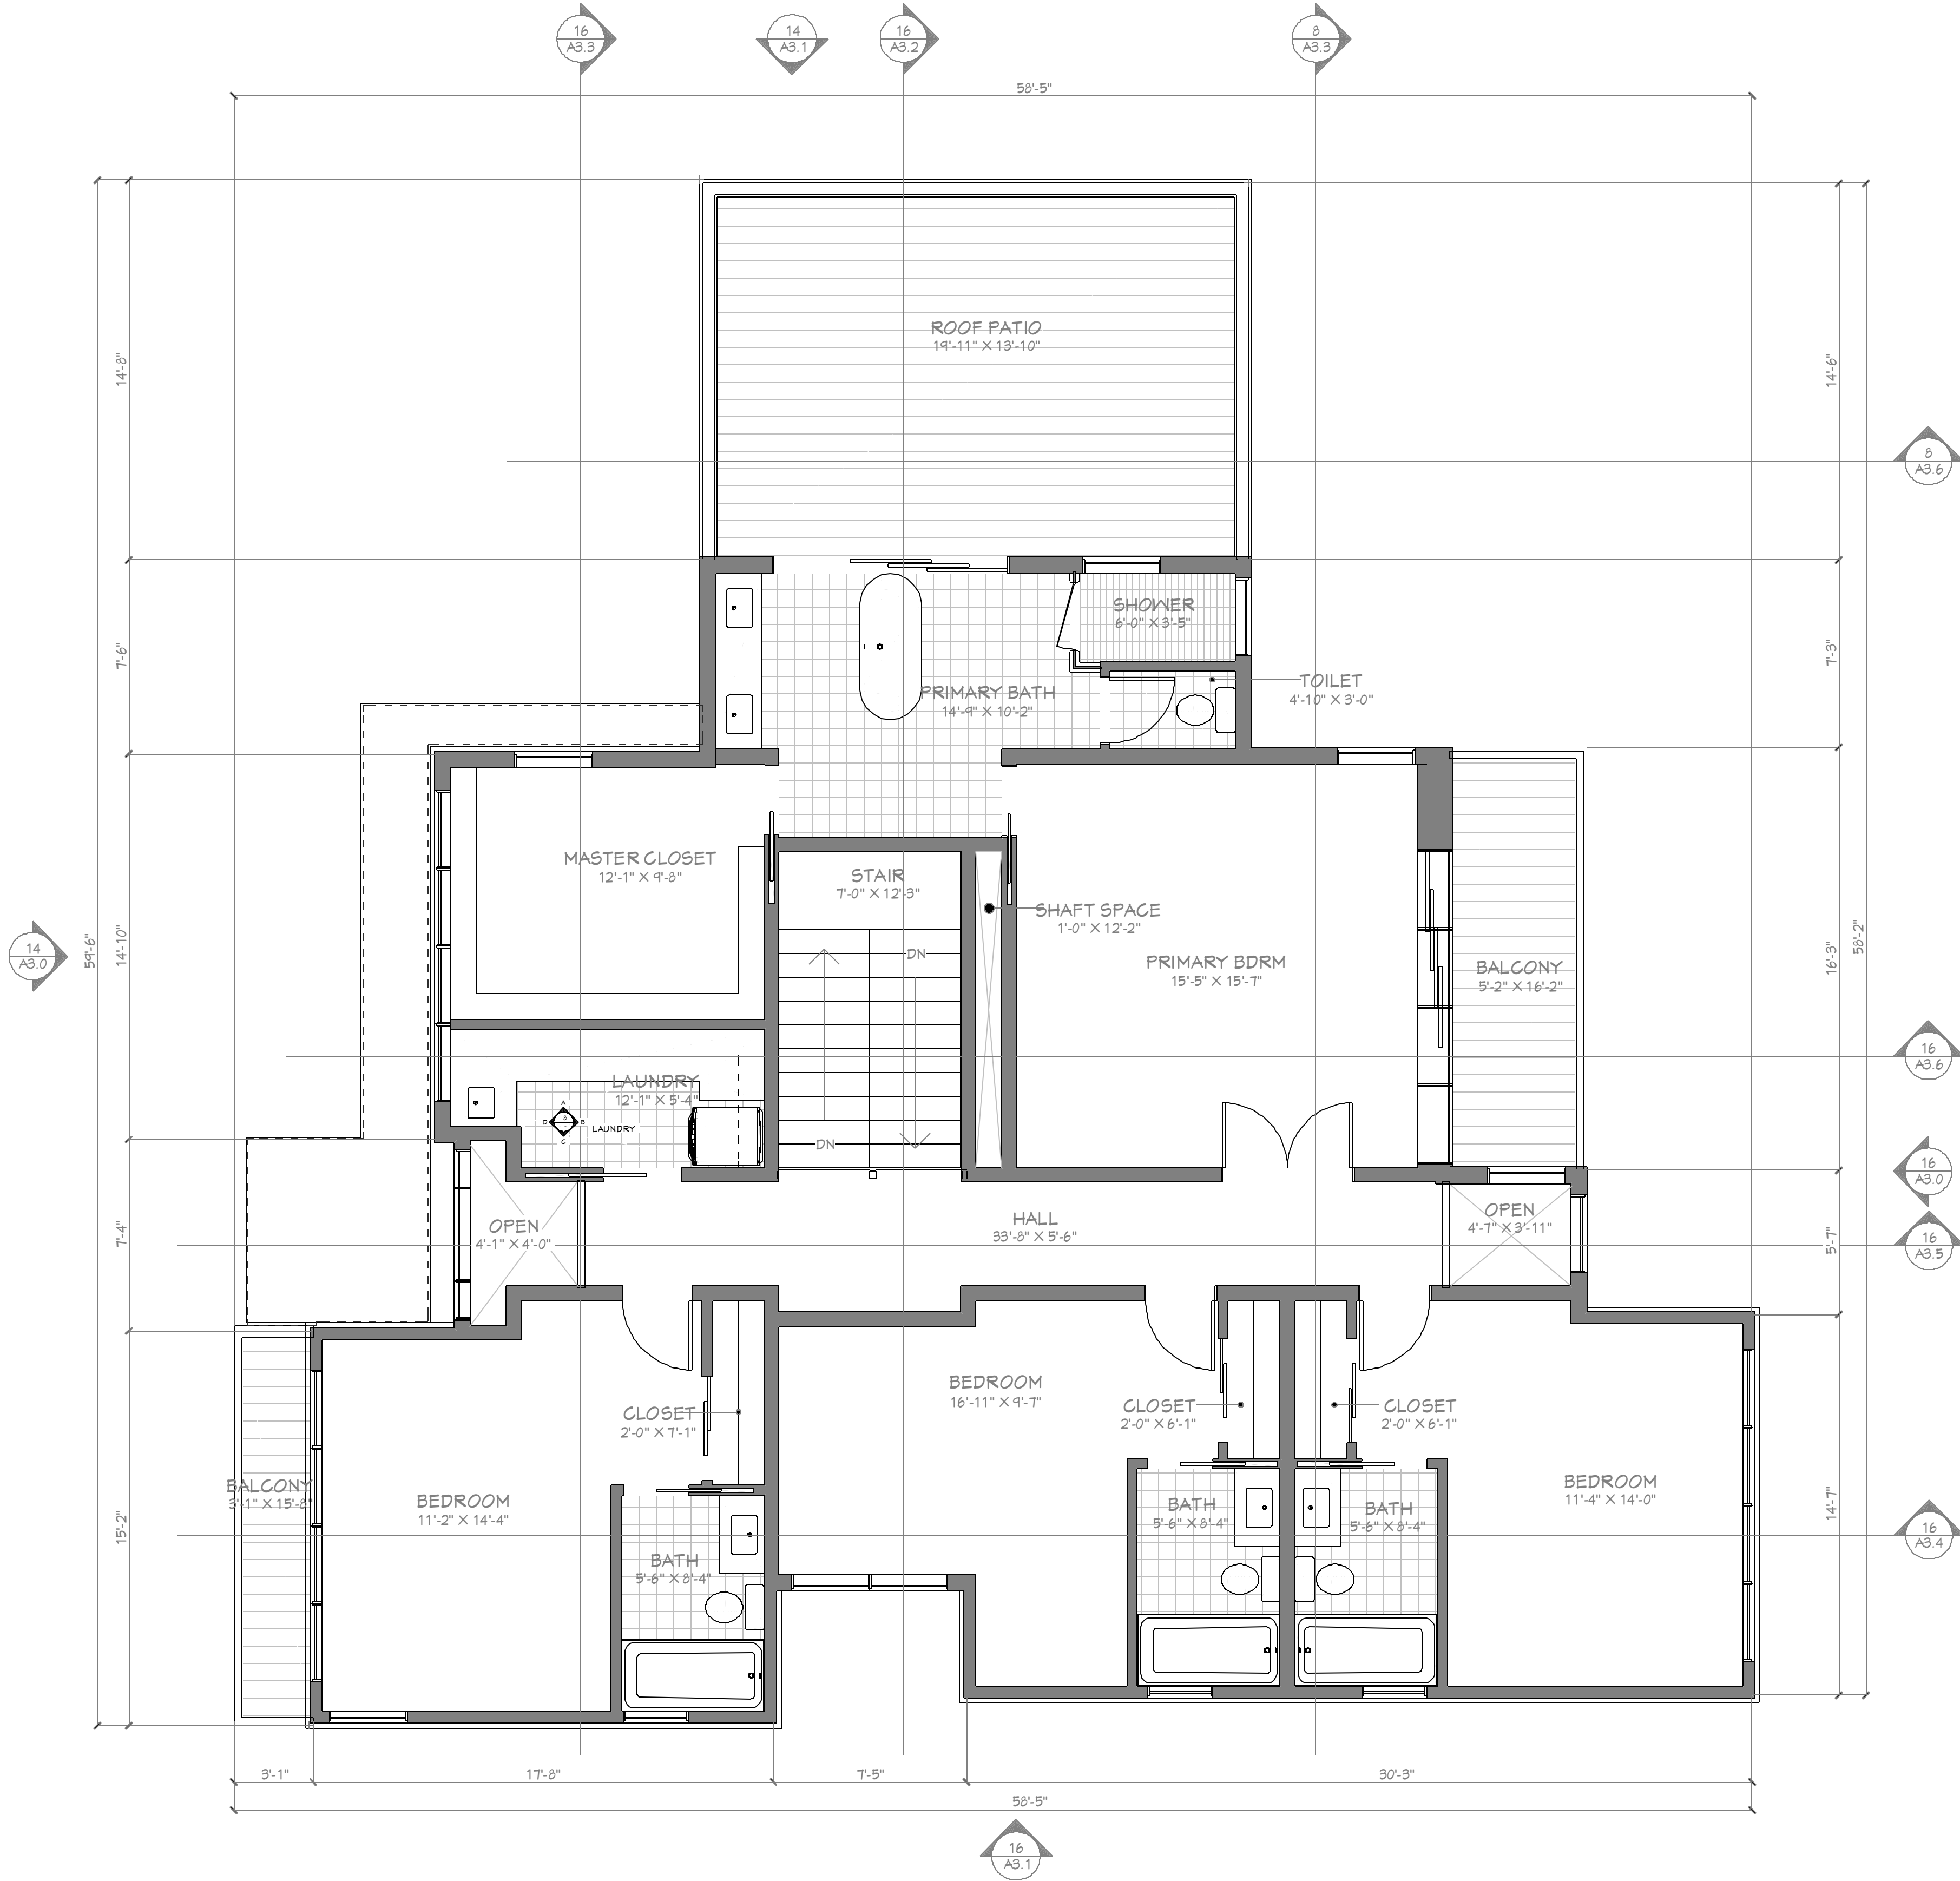 16
A3.3
14
A3.1
16
A3.2
8
A3.3
58'-5"
ROOF PATIO
19'-11" X 13'-10"
14'-8"
14'-6"
8
A3.6
SHOWER
6'-0" X 3'-5"
7'-6"
7'-3"
TOILET
4'-10" X 3'-0"
PRIMARY BATH
14'-9" X 10'-2"
MASTER CLOSET
12'-1" X 9'-8"
STAIR
7'-0" X 12'-3"
SHAFT SPACE
1'-0" X 12'-2"
14
A3.0
59'-6"
14'-10"
DN
PRIMARY BDRM
15'-5" X 15'-7"
BALCONY
5'-2" X 16'-2"
16'-3"
58'-2"
16
A3.6
LAUNDRY
12'-1" X 5'-4"
A
D
8
B
C
LAUNDRY
DN
16
A3.0
7'-4"
OPEN
4'-1" X 4'-0"
HALL
33'-8" X 5'-6"
OPEN
4'-7" X 3'-11"
5'-7"
16
A3.5
BEDROOM
16'-11" X 9'-7"
CLOSET
2'-0" X 7'-1"
CLOSET
2'-0" X 6'-1"
CLOSET
2'-0" X 6'-1"
BALCONY
3'-1" X 15'-8"
BEDROOM
11'-2" X 14'-4"
BEDROOM
11'-4" X 14'-0"
15'-2"
BATH
5'-6" X 8'-4"
BATH
5'-6" X 8'-4"
BATH
5'-6" X 8'-4"
14'-7"
16
A3.4
3'-1"
17'-8"
7'-5"
30'-3"
58'-5"
16
A3.1